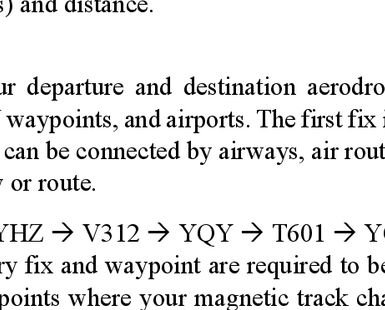 s) and distance.
ur departure and destination aerodro
waypoints, and airports. The first fix i
can be connected by airways, air rout
or route.
YHZ → V312 → YQY → T601 → Y
ry fix and waypoint are required to be
points where your magnetic track cha